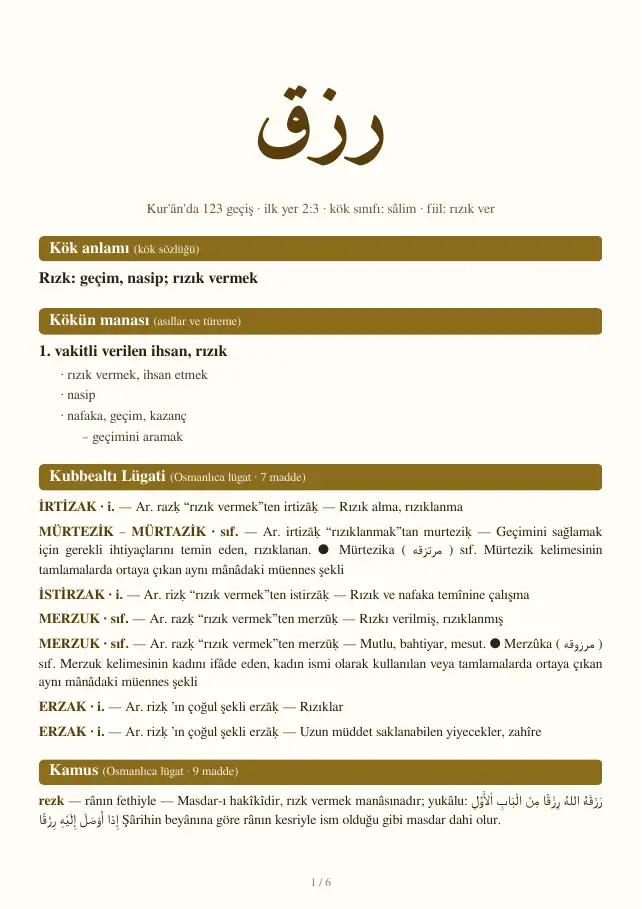 رزق
Kur'ân'da 123 geçiş · ilk yer 2:3 · kök sınıfı: sâlim · fiil: rızık ver
Kök anlamı (kök sözlüğü)
Rızk: geçim, nasip; rızık vermek
Kökün manası (asıllar ve türeme)
1. vakitli verilen ihsan, rızık
· rızık vermek, ihsan etmek
· nasip
· nafaka, geçim, kazanç
– geçimini aramak
Kubbealtı Lügati (Osmanlıca lügat · 7 madde)
İRTİZAK · i. — Ar. razḳ “rızık vermek”ten irtizāḳ — Rızık alma, rızıklanma
MÜRTEZİK – MÜRTAZİK · sıf. — Ar. irtizāḳ “rızıklanmak”tan murteziḳ — Geçimini sağlamak
için gerekli ihtiyaçlarını temin eden, rızıklanan. ● Mürtezika ( مرتزقه ) sıf. Mürtezik kelimesinin
tamlamalarda ortaya çıkan aynı mânâdaki müennes şekli
İSTİRZAK · i. — Ar. rizḳ “rızık vermek”ten istirzāḳ — Rızık ve nafaka temînine çalışma
MERZUK · sıf. — Ar. razḳ “rızık vermek”ten merzūḳ — Rızkı verilmiş, rızıklanmış
MERZUK · sıf. — Ar. razḳ “rızık vermek”ten merzūḳ — Mutlu, bahtiyar, mesut. ● Merzûka ( مرزوقه )
sıf. Merzuk kelimesinin kadını ifâde eden, kadın ismi olarak kullanılan veya tamlamalarda ortaya çıkan
aynı mânâdaki müennes şekli
ERZAK · i. — Ar. rizḳ ’ın çoğul şekli erzāḳ — Rızıklar
ERZAK · i. — Ar. rizḳ ’ın çoğul şekli erzāḳ — Uzun müddet saklanabilen yiyecekler, zahîre
Kamus (Osmanlıca lügat · 9 madde)
rezk — rânın fethiyle — Masdar-ı hakîkîdir, rızk vermek manâsınadır; yukâlu: رَزَقَهُ اللهُ رِزْقًا مِنَ الْبَابِ الْأَوَّلِ
إِذَا أَوْصَلَ إِلَيْهِ رِزْقًا Şârihin beyânına göre rânın kesriyle ism olduğu gibi masdar dahi olur.
1 / 6